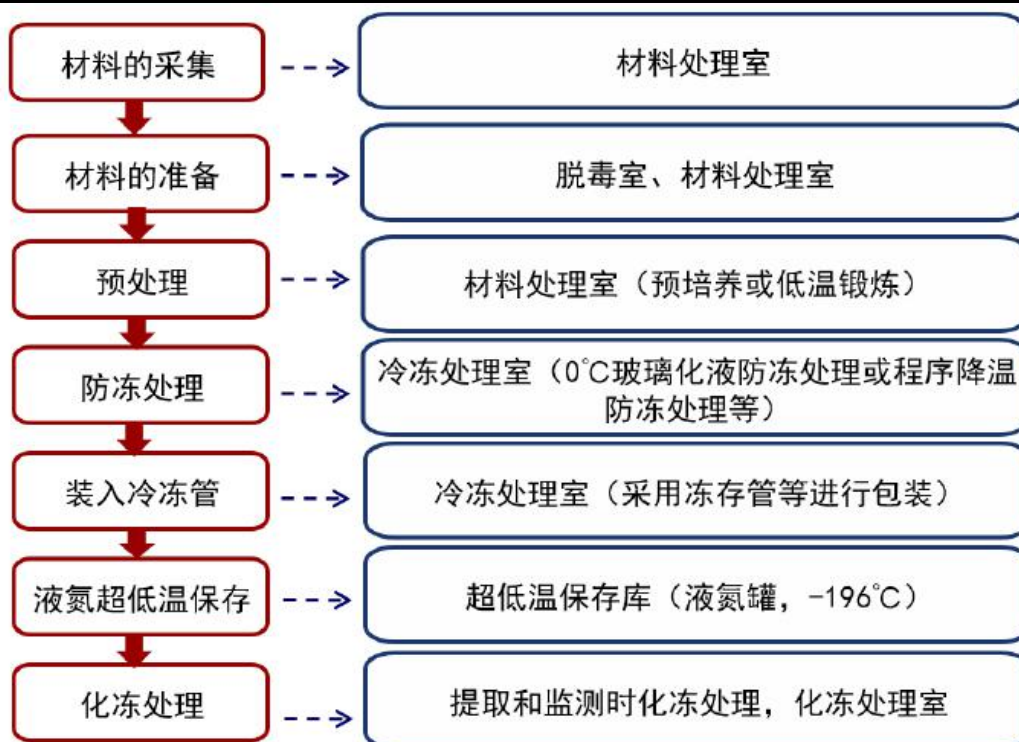 材料的采集
材料处理室
材料的准备
脱毒室、材料处理室
预处理
材料处理室（预培养或低温锻炼）
防冻处理
冷冻处理室（0℃玻璃化液防冻处理或程序降温
防冻处理等）
装入冷冻管
冷冻处理室（采用冻存管等进行包装）
液氮超低温保存
超低温保存库（液氮罐，-196℃）
化冻处理
提取和监测时化冻处理，化冻处理室